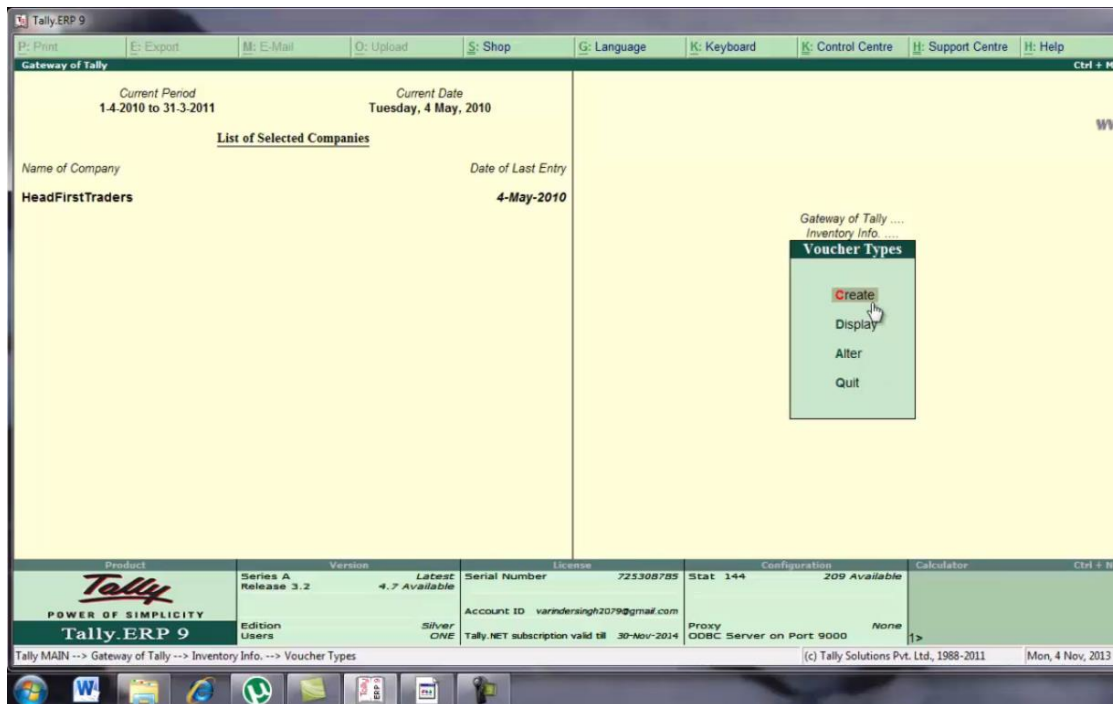 Tally.ERP 9
P: Print E: Export M: E-Mail O: Upload S: Shop G: Language K: Keyboard K: Control Centre H: Support Centre H: Help
Gateway of Tally Ctrl + M
Current Period Current Date
1-4-2010 to 31-3-2011 Tuesday, 4 May, 2010
List of Selected Companies
Name of Company Date of Last Entry
HeadFirstTraders 4-May-2010
Gateway of Tally ....
Inventory Info. ....
Voucher Types
Create
Display
Alter
Quit
Product Version License Configuration Calculator Ctrl + N
Tally
POWER OF SIMPLICITY
Tally.ERP 9
Series A Latest
Release 3.2 4.7 Available
Edition Silver
Users ONE
Serial Number 725308785
Account ID varindersingh2079@gmail.com
Tally.NET subscription valid till 30-Nov-2014
Stat 144 209 Available
Proxy None
ODBC Server on Port 9000
1>
Tally MAIN --> Gateway of Tally --> Inventory Info. --> Voucher Types (c) Tally Solutions Pvt. Ltd., 1988-2011 Mon, 4 Nov, 2013